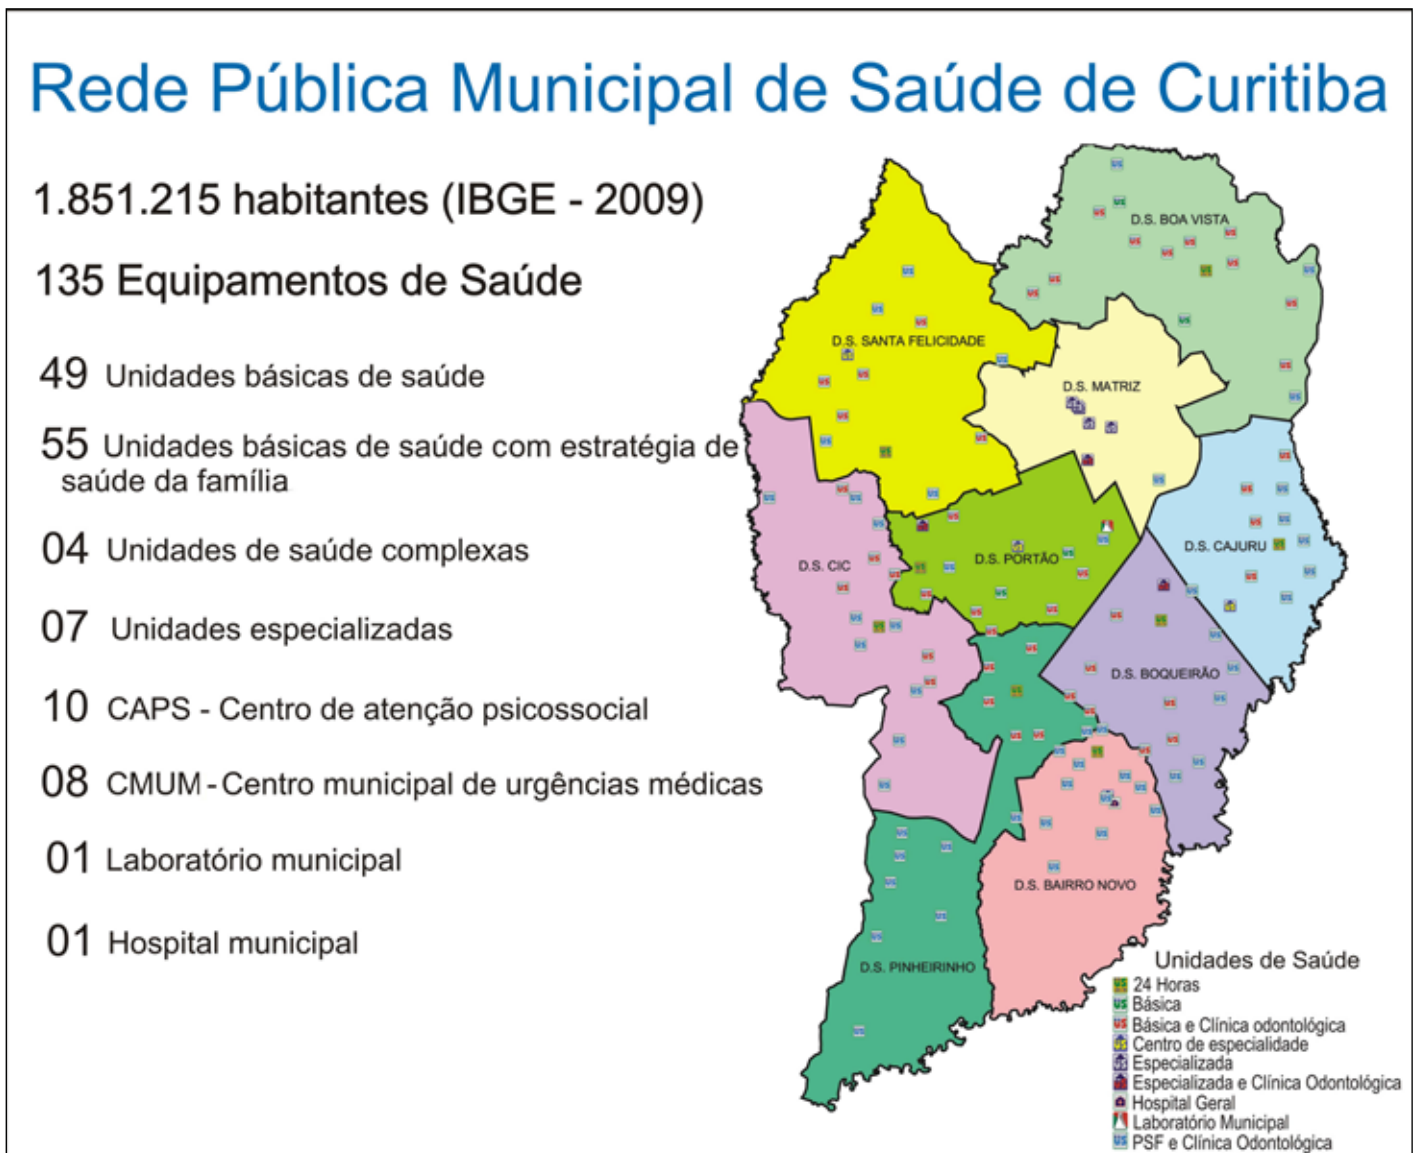 Rede Pública Municipal de Saúde de Curitiba
1.851.215 habitantes (IBGE - 2009)
135 Equipamentos de Saúde
49 Unidades básicas de saúde
55 Unidades básicas de saúde com estratégia de
saúde da família
04 Unidades de saúde complexas
07 Unidades especializadas
10 CAPS - Centro de atenção psicossocial
08 CMUM - Centro municipal de urgências médicas
01 Laboratório municipal
01 Hospital municipal
D.S. BOA VISTA
D.S. SANTA FELICIDADE
D.S. MATRIZ
D.S. CAJURU
D.S. PORTÃO
D.S. CIC
D.S. BOQUEIRÃO
D.S. BAIRRO NOVO
D.S. PINHEIRINHO
Unidades de Saúde
US 24 Horas
US Básica
US Básica e Clínica odontológica
Centro de especialidade
Especializada
Especializada e Clínica Odontológica
Hospital Geral
Laboratório Municipal
US PSF e Clínica Odontológica